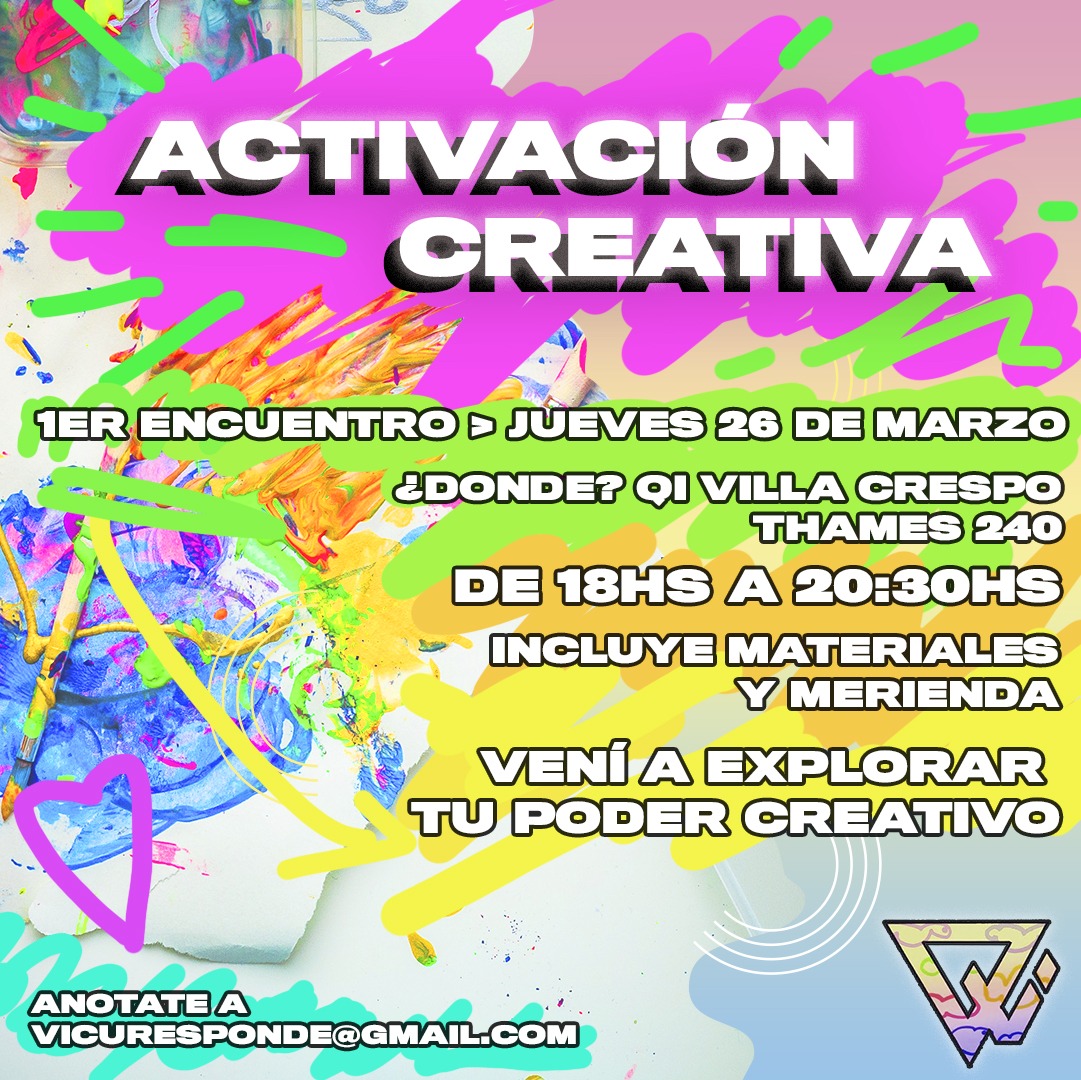 ACTIVACIÓN
CREATIVA
1ER ENCUENTRO > JUEVES 26 DE MARZO
¿DONDE? QI VILLA CRESPO
THAMES 240
DE 18HS A 20:30HS
INCLUYE MATERIALES
Y MERIENDA
VENÍ A EXPLORAR
TU PODER CREATIVO
ANOTATE A
VICURESPONDE@GMAIL.COM